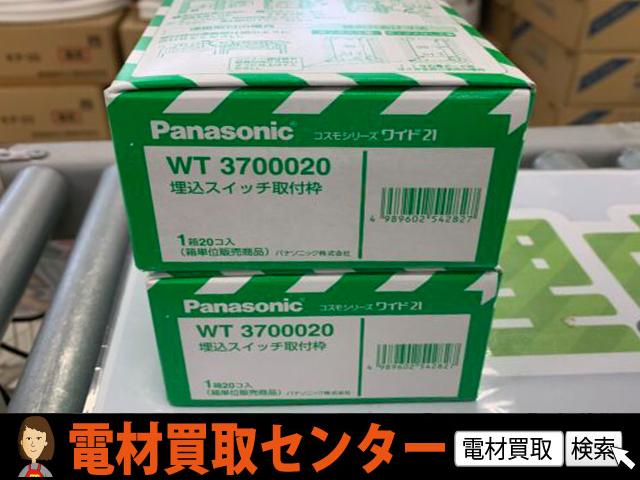 Panasonic コスモシリーズ ワイド21
WT 3700020
埋込スイッチ取付枠
1箱20コ入
(箱単位販売商品) パナソニック株式会社
4 989602 542827
Panasonic コスモシリーズ ワイド21
WT 3700020
埋込スイッチ取付枠
1箱20コ入
(箱単位販売商品) パナソニック株式会社
4 989602 542827
電材買取センター 電材買取 検索